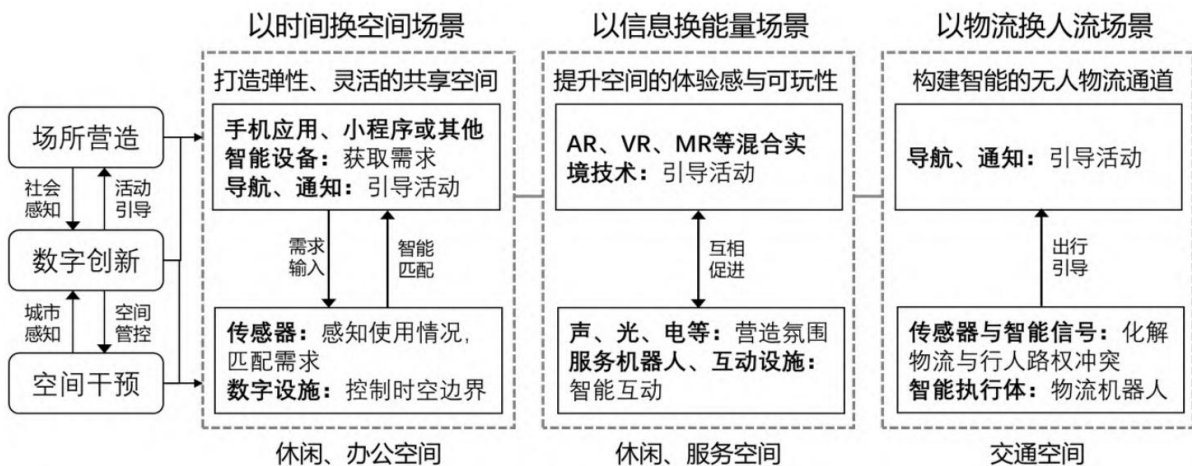 以时间换空间场景
以信息换能量场景
以物流换人流场景
打造弹性、灵活的共享空间
提升空间的体验感与可玩性
构建智能的无人物流通道
场所营造
社会
感知
活动
引导
数字创新
城市
感知
空间
管控
空间干预
手机应用、小程序或其他
智能设备：获取需求
导航、通知：引导活动
需求
输入
智能
匹配
传感器：感知使用情况，
匹配需求
数字设施：控制时空边界
AR、VR、MR等混合实
境技术：引导活动
互相
促进
声、光、电等：营造氛围
服务机器人、互动设施：
智能互动
导航、通知：引导活动
出行
引导
传感器与智能信号：化解
物流与行人路权冲突
智能执行体：物流机器人
休闲、办公空间
休闲、服务空间
交通空间